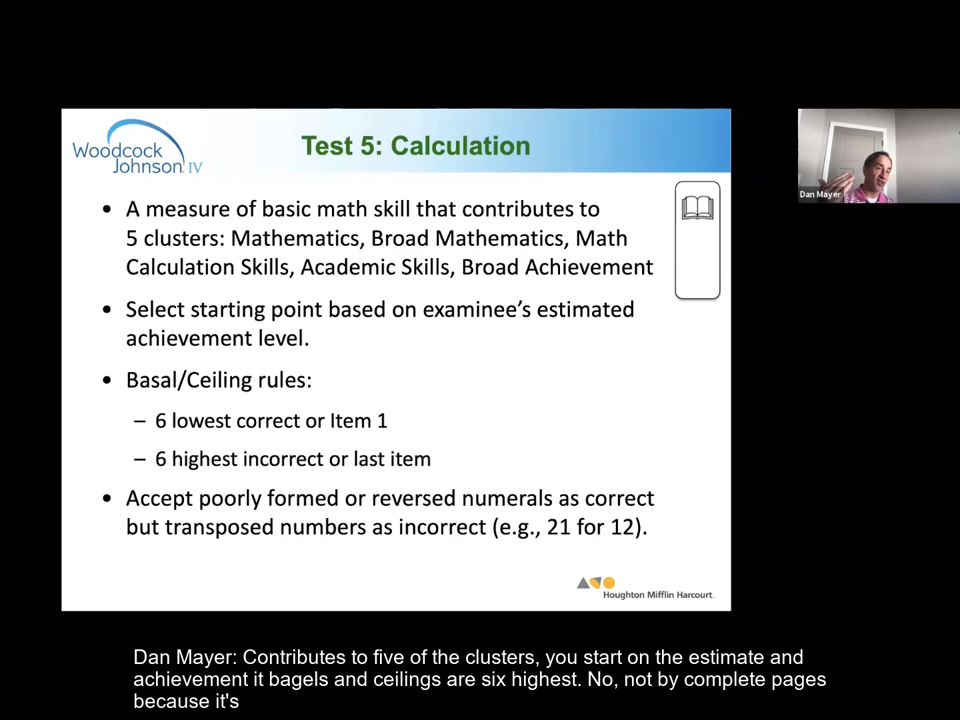 Woodcock
Johnson IV
Test 5: Calculation
• A measure of basic math skill that contributes to
5 clusters: Mathematics, Broad Mathematics, Math
Calculation Skills, Academic Skills, Broad Achievement
• Select starting point based on examinee’s estimated
achievement level.
• Basal/Ceiling rules:
– 6 lowest correct or Item 1
– 6 highest incorrect or last item
• Accept poorly formed or reversed numerals as correct
but transposed numbers as incorrect (e.g., 21 for 12).
Houghton Mifflin Harcourt
Dan Mayer
Dan Mayer: Contributes to five of the clusters, you start on the estimate and
achievement it bagels and ceilings are six highest. No, not by complete pages
because it's